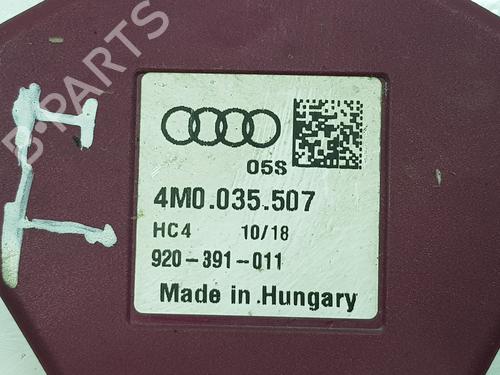 B-PARTS
05S
4M0.035.507
HC4 10/18
920-391-011
Made in Hungary